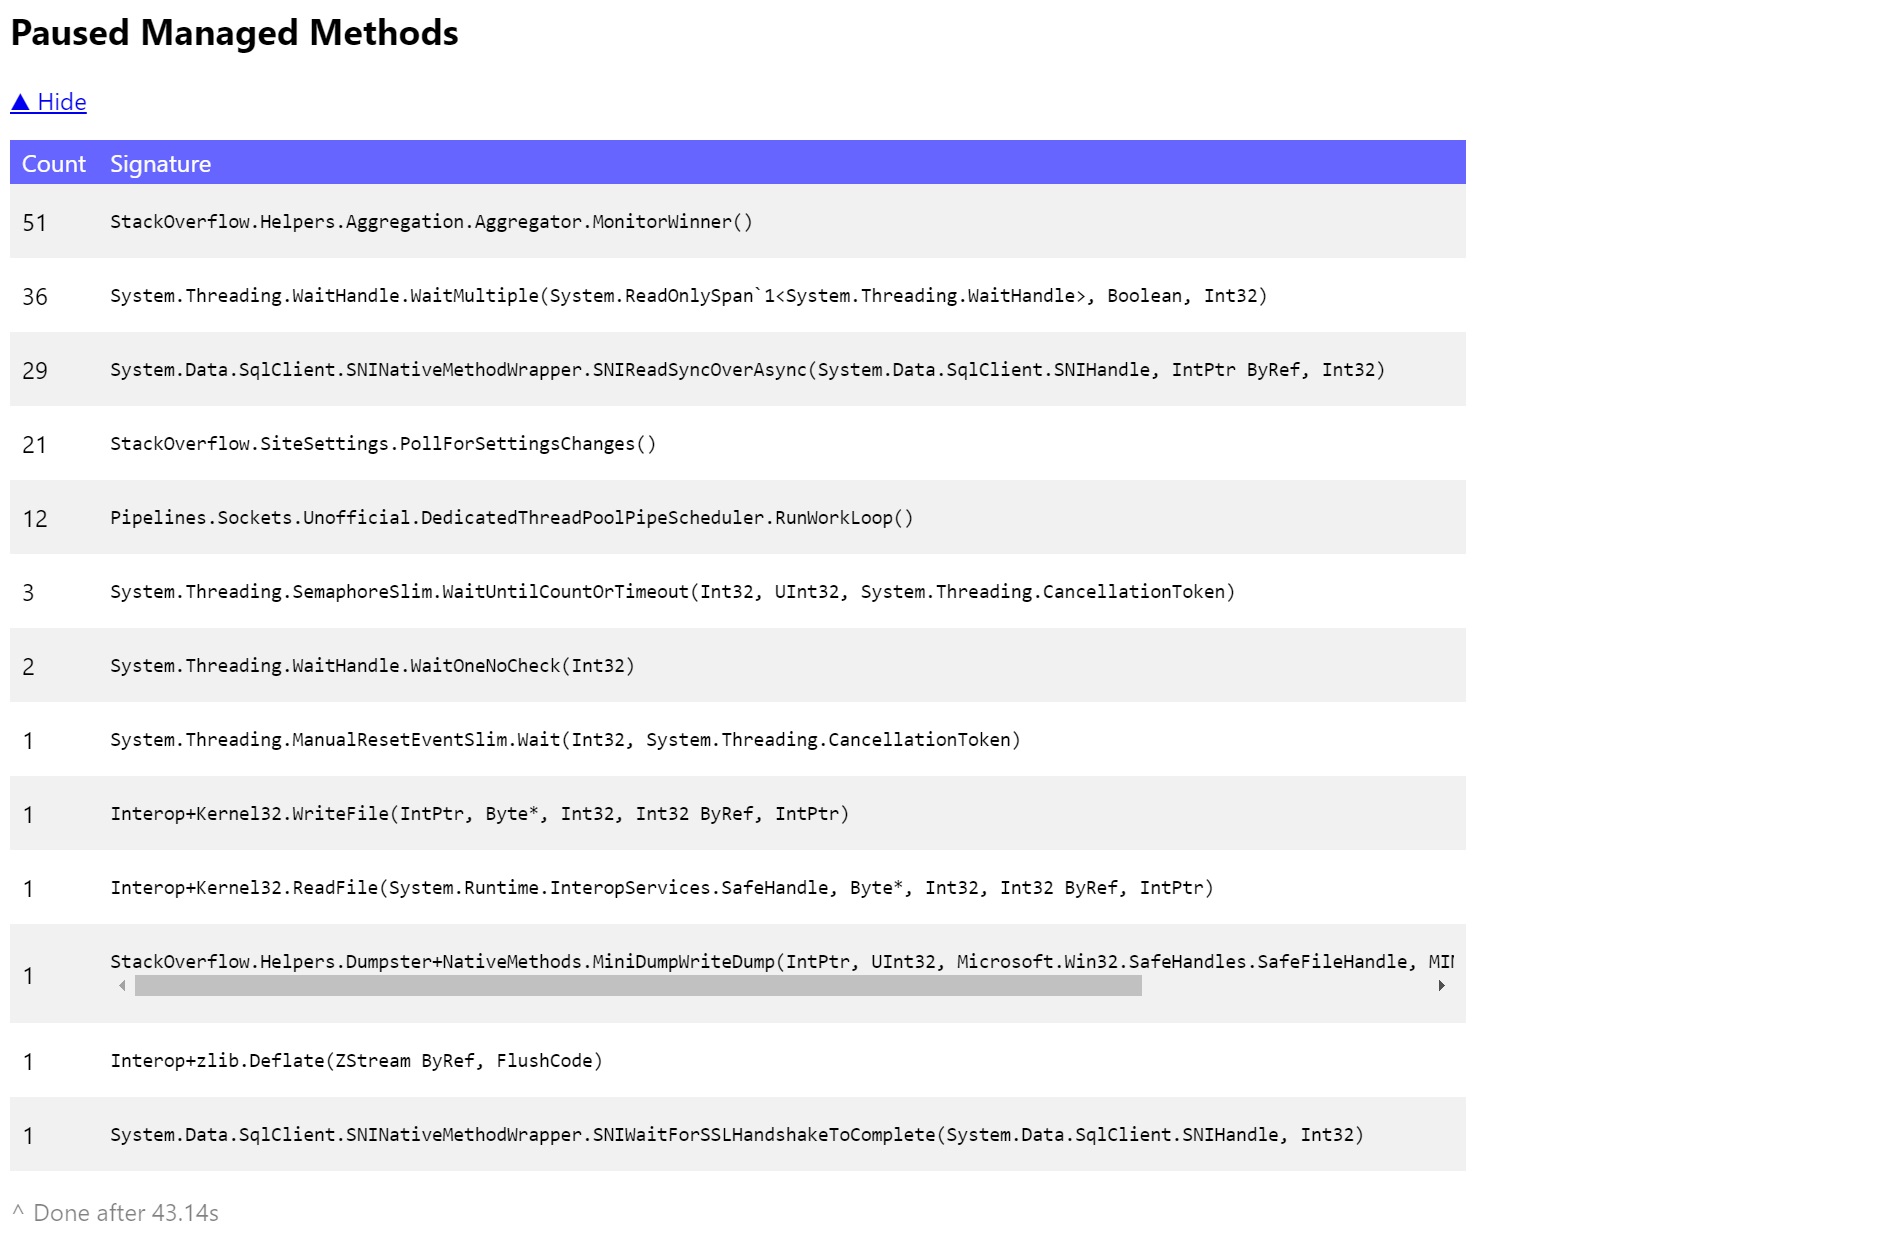 Paused Managed Methods
▲ Hide
Count Signature
51 StackOverflow.Helpers.Aggregation.Aggregator.MonitorWinner()
36 System.Threading.WaitHandle.WaitMultiple(System.ReadOnlySpan`1<System.Threading.WaitHandle>, Boolean, Int32)
29 System.Data.SqlClient.SNINativeMethodWrapper.SNIReadSyncOverAsync(System.Data.SqlClient.SNIHandle, IntPtr ByRef, Int32)
21 StackOverflow.SiteSettings.PollForSettingsChanges()
12 Pipelines.Sockets.Unofficial.DedicatedThreadPoolPipeScheduler.RunWorkLoop()
3 System.Threading.SemaphoreSlim.WaitUntilCountOrTimeout(Int32, UInt32, System.Threading.CancellationToken)
2 System.Threading.WaitHandle.WaitOneNoCheck(Int32)
1 System.Threading.ManualResetEventSlim.Wait(Int32, System.Threading.CancellationToken)
1 Interop+Kernel32.WriteFile(IntPtr, Byte*, Int32, Int32 ByRef, IntPtr)
1 Interop+Kernel32.ReadFile(System.Runtime.InteropServices.SafeHandle, Byte*, Int32, Int32 ByRef, IntPtr)
1 StackOverflow.Helpers.Dumpster+NativeMethods.MiniDumpWriteDump(IntPtr, UInt32, Microsoft.Win32.SafeHandles.SafeFileHandle,
1 Interop+zlib.Deflate(ZStream ByRef, FlushCode)
1 System.Data.SqlClient.SNINativeMethodWrapper.SNIWaitForSSLHandshakeToComplete(System.Data.SqlClient.SNIHandle, Int32)
^ Done after 43.14s